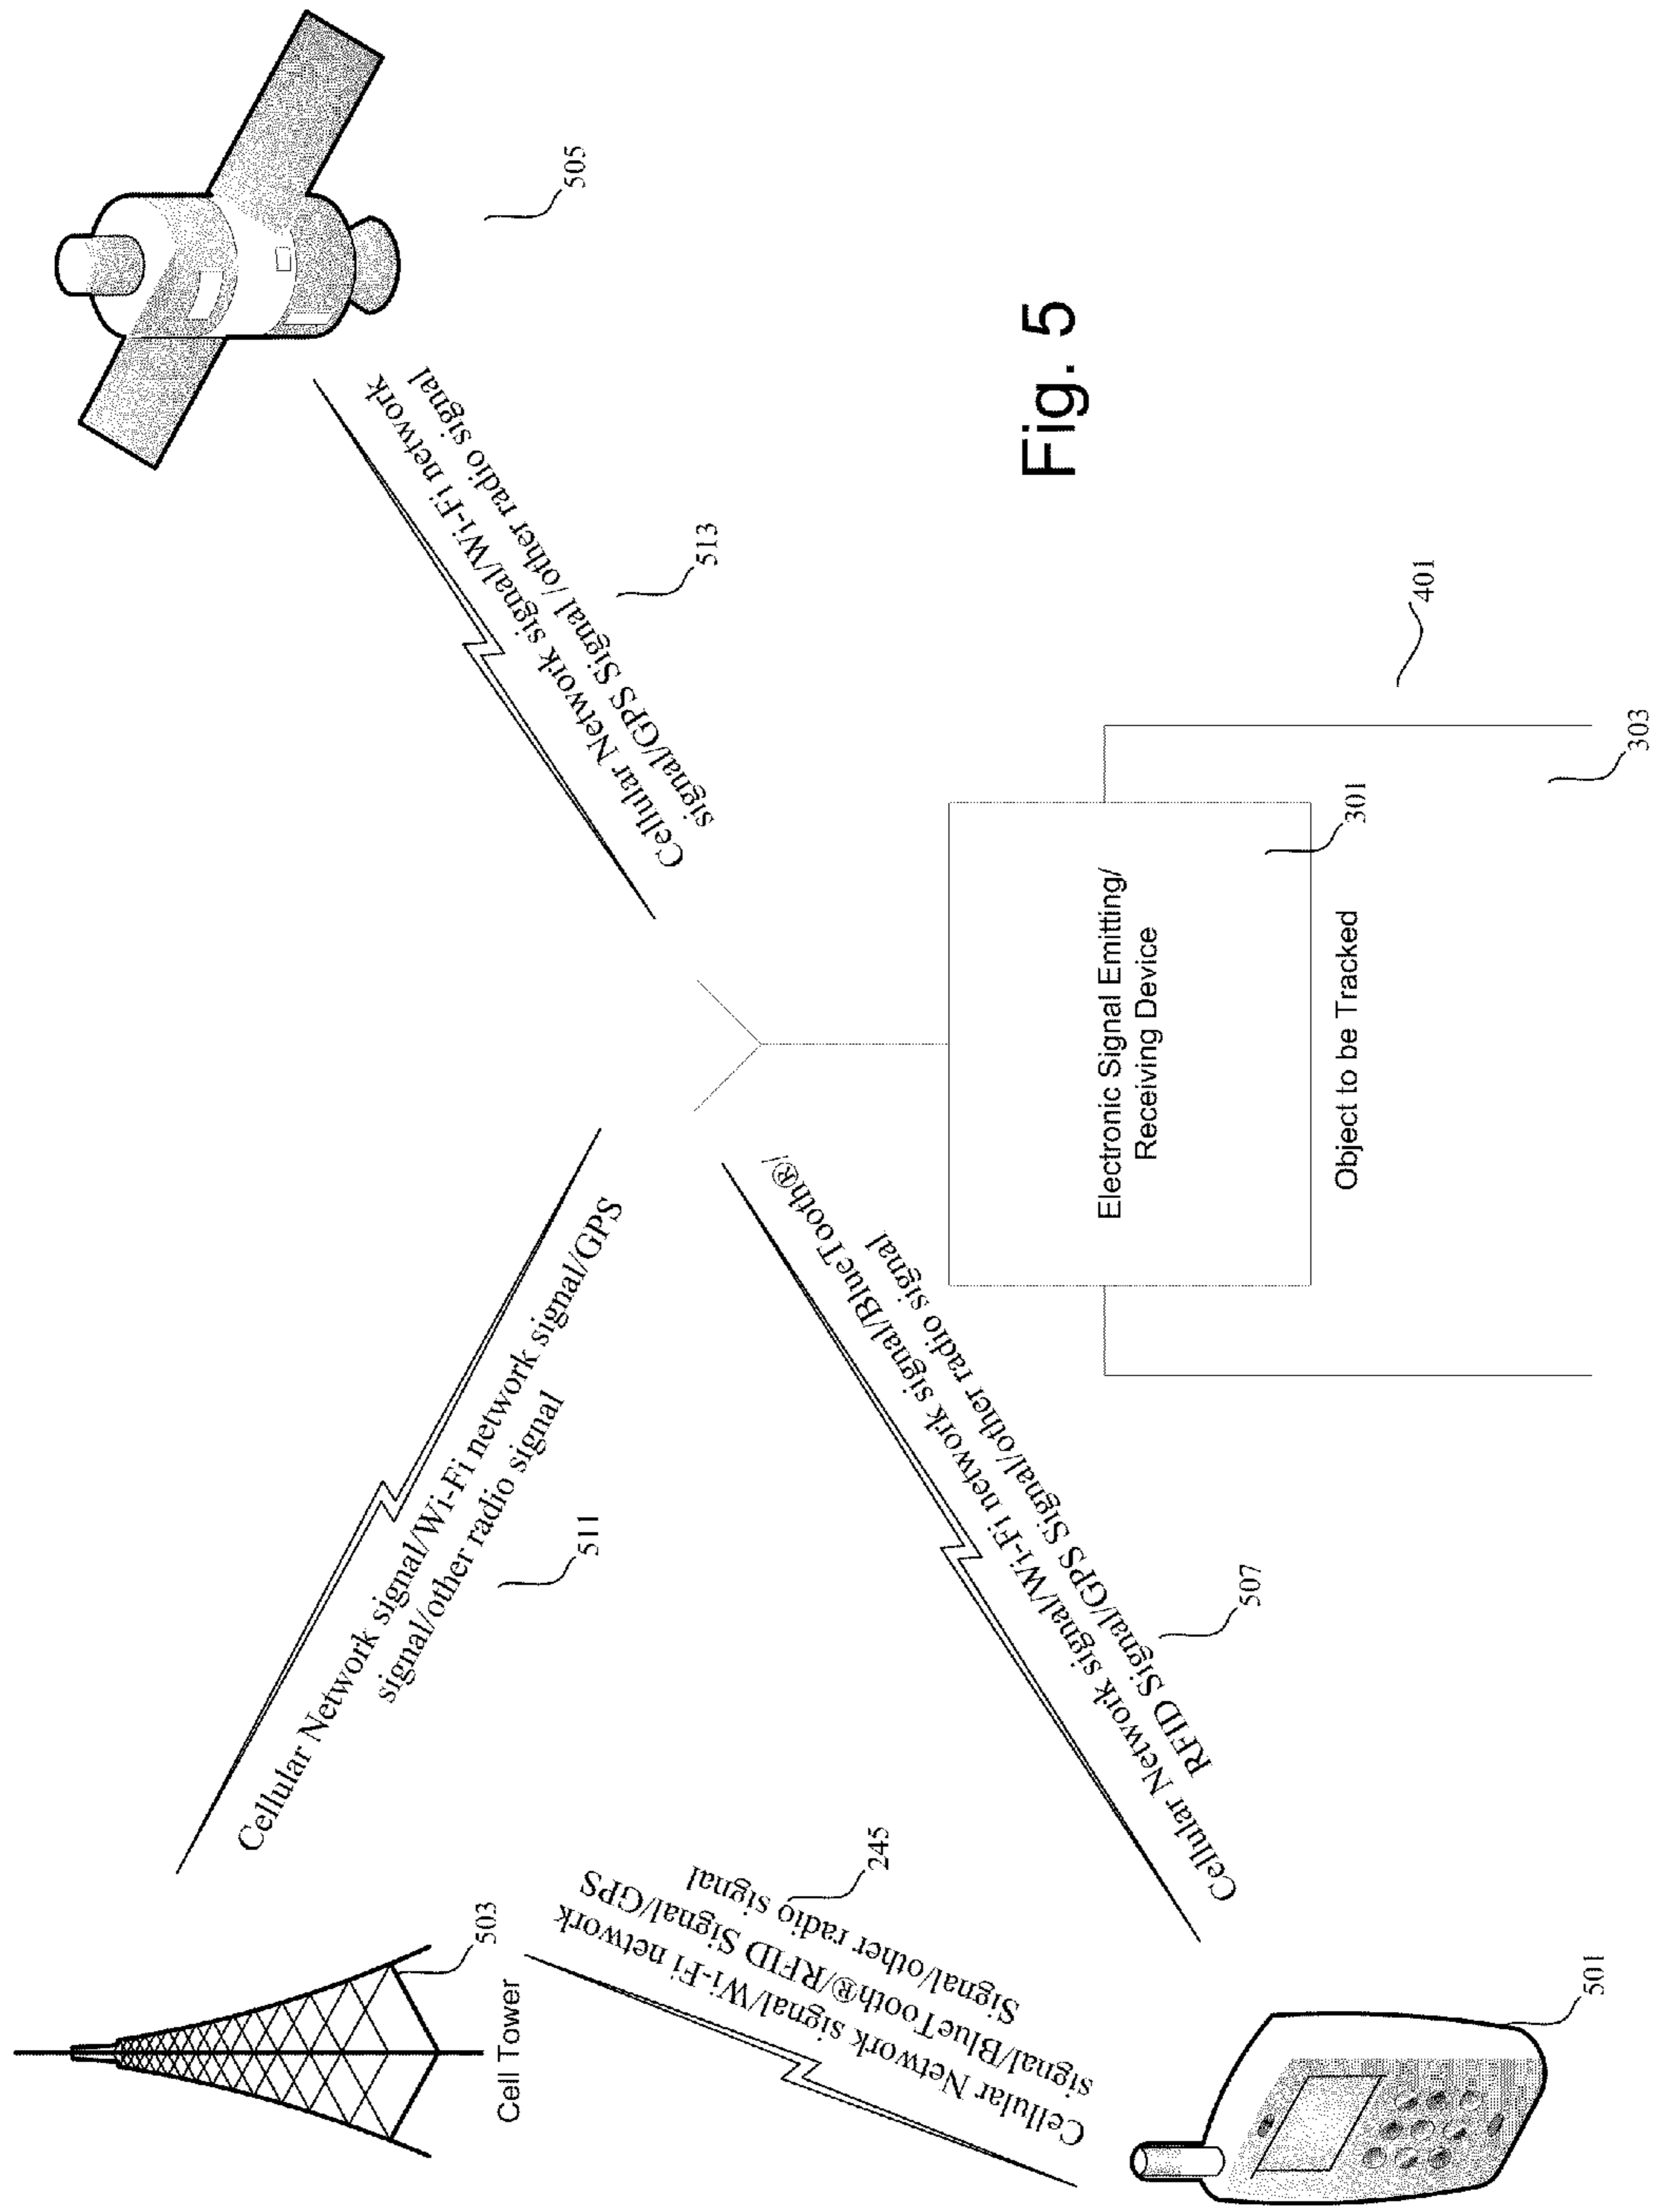 505
Cellular Network signal/Wi-Fi network
signal/GPS Signal/other radio signal
513
Fig. 5
Cellular Network signal/Wi-Fi network signal/GPS
signal/other radio signal
511
503
Cell Tower
Cellular Network signal/Wi-Fi network
signal/BlueTooth®/RFID Signal/GPS
Signal/other radio signal
245
Cellular Network signal/Wi-Fi network signal/BlueTooth®/
RFID Signal/GPS Signal/other radio signal
507
501
Electronic Signal Emitting/
Receiving Device
301
Object to be Tracked
401
303